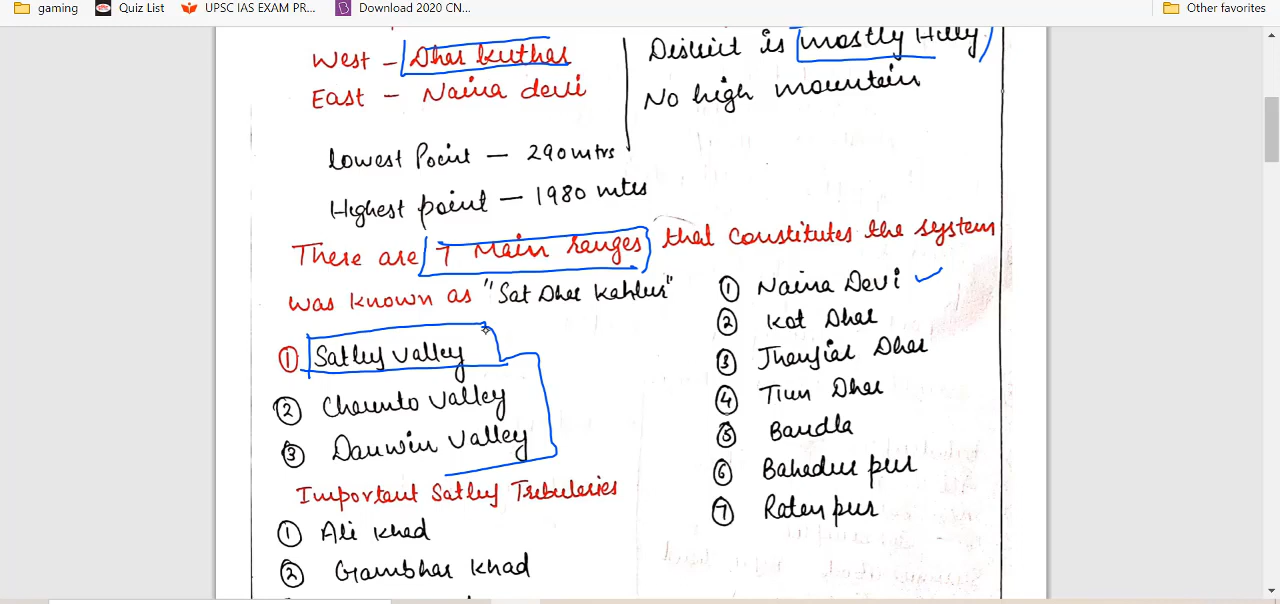 gaming
Quiz List
UPSC IAS EXAM PR...
Download 2020 CN...
Other favorites
West - Dhar kuthar
East - Naina devi
District is mostly Hilly
No high mountain
Lowest Point - 290 mtrs
Highest point - 1980 mtes
There are 7 Main ranges that constitutes the system
was known as "Sat Dhar Kahlur"
① Satluj Valley
② Chaunto Valley
③ Danwin Valley
Important Satluj Tributeries
① Ali Khad
② Gambhar Khad
① Naina Devi
② Kot Dhar
③ Jhanjiar Dhar
④ Tiun Dhar
⑤ Bandla
⑥ Bahadur pur
⑦ Ratanpur